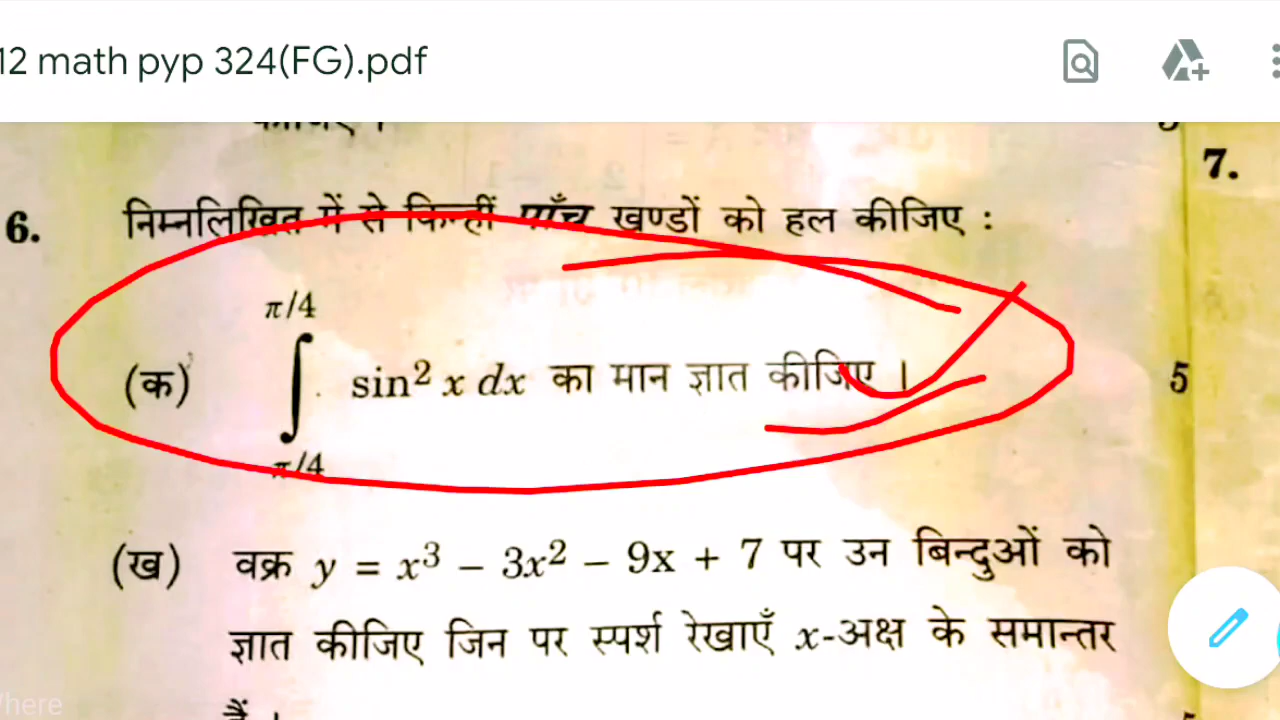 12 math pyp 324(FG).pdf
7.
6. निम्नलिखित में से किन्हीं पाँच खण्डों को हल कीजिए :
π/4
(क) ∫ sin² x dx का मान ज्ञात कीजिए । 5
π/4
(ख) वक्र y = x³ – 3x² – 9x + 7 पर उन बिन्दुओं को
ज्ञात कीजिए जिन पर स्पर्श रेखाएँ x-अक्ष के समान्तर
हैं ।